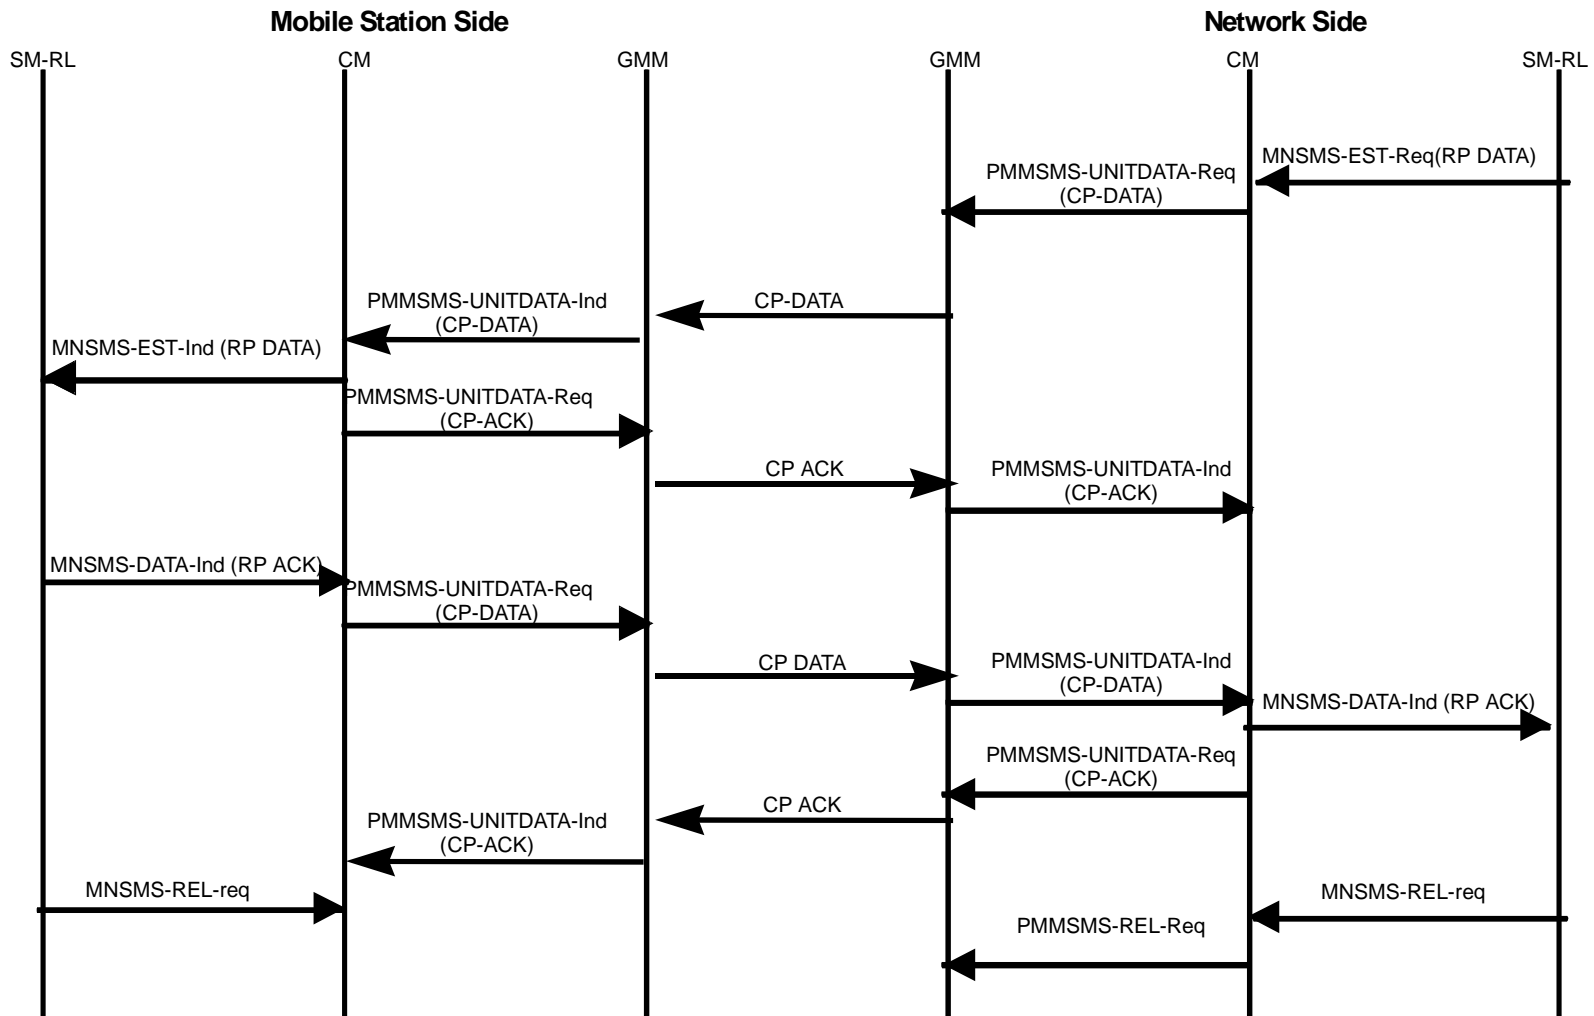 Mobile Station Side
Network Side
SM-RL
CM
GMM
GMM
CM
SM-RL
MNSMS-EST-Req(RP DATA)
PMMSMS-UNITDATA-Req
(CP-DATA)
CP-DATA
PMMSMS-UNITDATA-Ind
(CP-DATA)
MNSMS-EST-Ind (RP DATA)
PMMSMS-UNITDATA-Req
(CP-ACK)
CP ACK
PMMSMS-UNITDATA-Ind
(CP-ACK)
MNSMS-DATA-Ind (RP ACK)
PMMSMS-UNITDATA-Req
(CP-DATA)
CP DATA
PMMSMS-UNITDATA-Ind
(CP-DATA)
MNSMS-DATA-Ind (RP ACK)
PMMSMS-UNITDATA-Req
(CP-ACK)
CP ACK
PMMSMS-UNITDATA-Ind
(CP-ACK)
MNSMS-REL-req
MNSMS-REL-req
PMMSMS-REL-Req